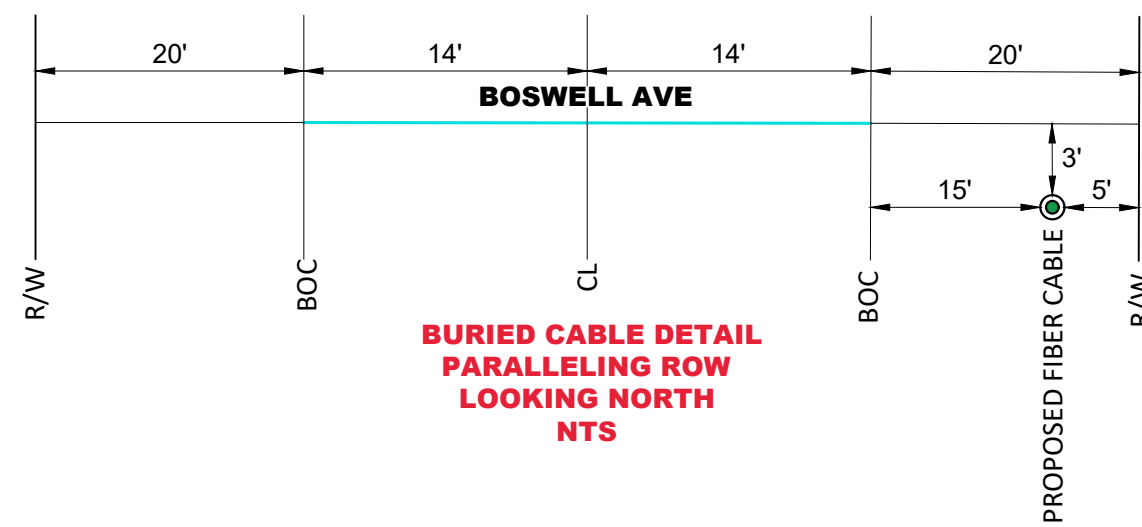 20'
14'
14'
20'
BOSWELL AVE
3'
15'
5'
R/W
BOC
CL
BOC
PROPOSED FIBER CABLE
R/W
BURIED CABLE DETAIL
PARALLELING ROW
LOOKING NORTH
NTS